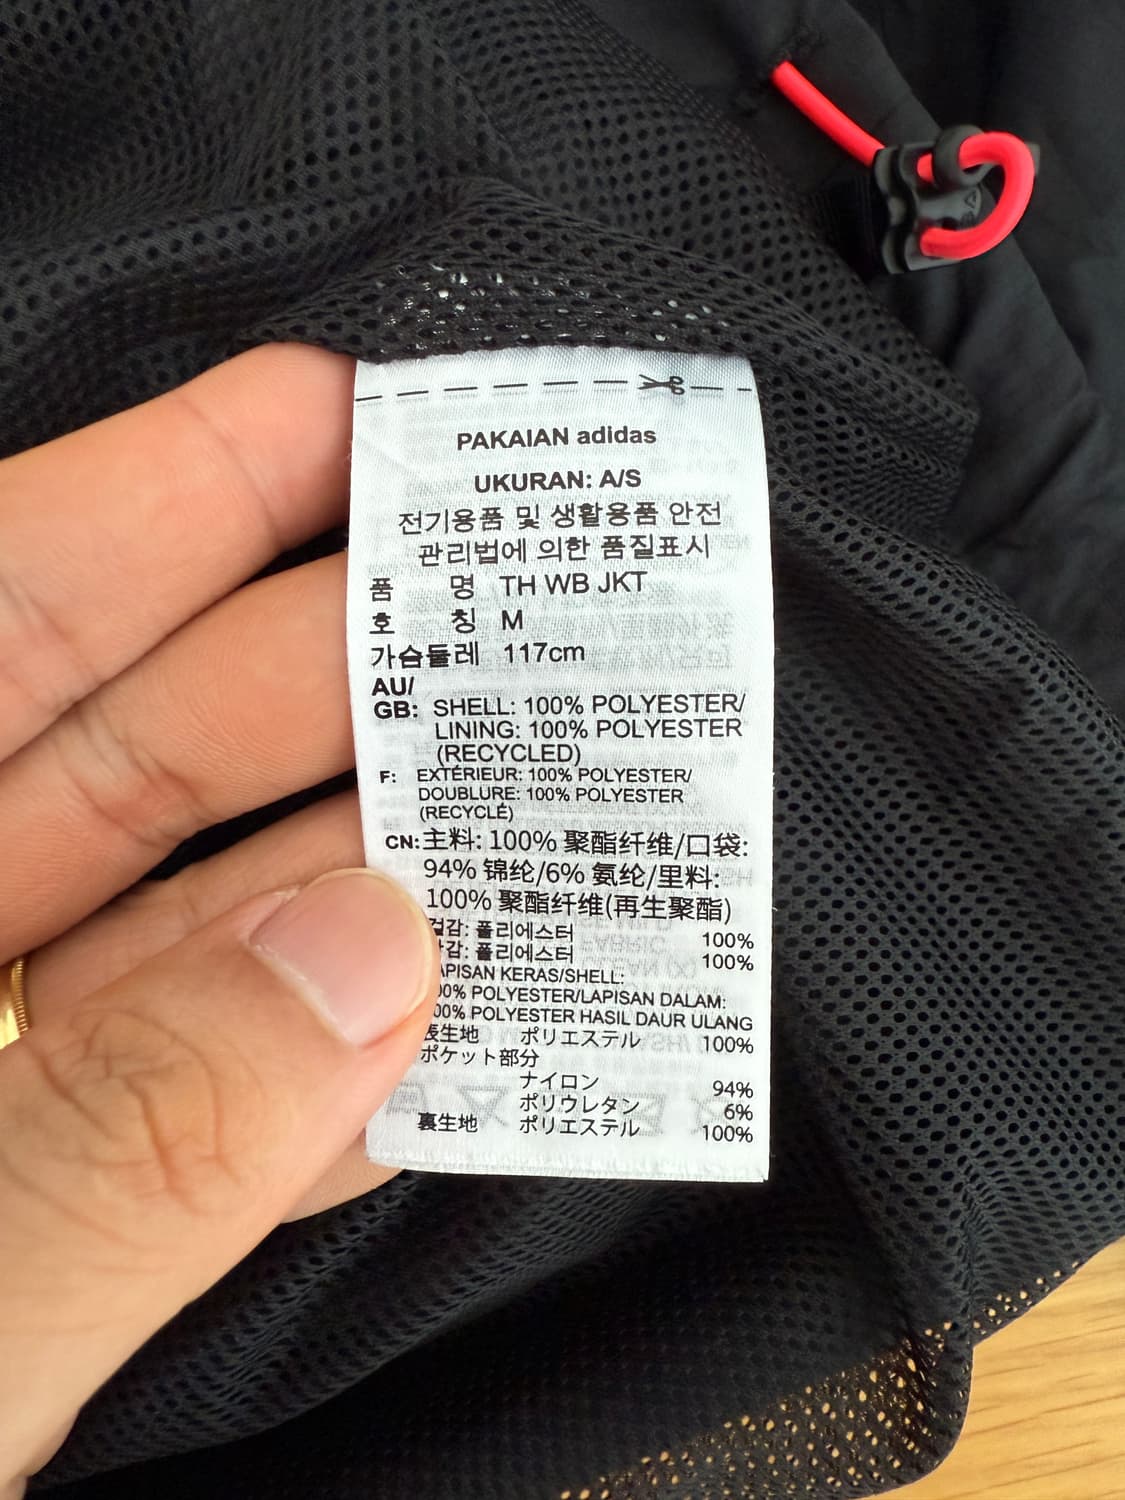 PAKAIAN adidas
UKURAN: A/S
전기용품 및 생활용품 안전
관리법에 의한 품질표시
품 명 TH WB JKT
호 칭 M
가슴둘레 117cm
AU/
GB: SHELL: 100% POLYESTER/
LINING: 100% POLYESTER
(RECYCLED)
F: EXTÉRIEUR: 100% POLYESTER/
DOUBLURE: 100% POLYESTER
(RECYCLÉ)
CN: 主料: 100% 聚酯纤维/口袋:
94% 锦纶/6% 氨纶/里料:
100% 聚酯纤维(再生聚酯)
겉감: 폴리에스터 100%
폴리에스터 100%
KERAS/SHELL:
POLYESTER/LAPISAN DALAM:
POLYESTER HASIL DAUR ULANG
表生地 ポリエステル 100%
ポケット部分
ナイロン 94%
ポリウレタン 6%
裏生地 ポリエステル 100%